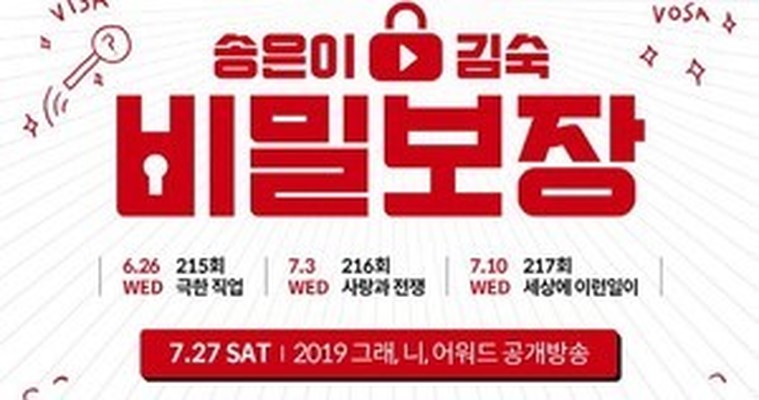 VISA
VOSA
송은이 김숙
비밀보장
6.26 WED 215회 극한 직업
7.3 WED 216회 사랑과 전쟁
7.10 WED 217회 세상에 이런일이
7.27 SAT | 2019 그래, 니, 어워드 공개방송